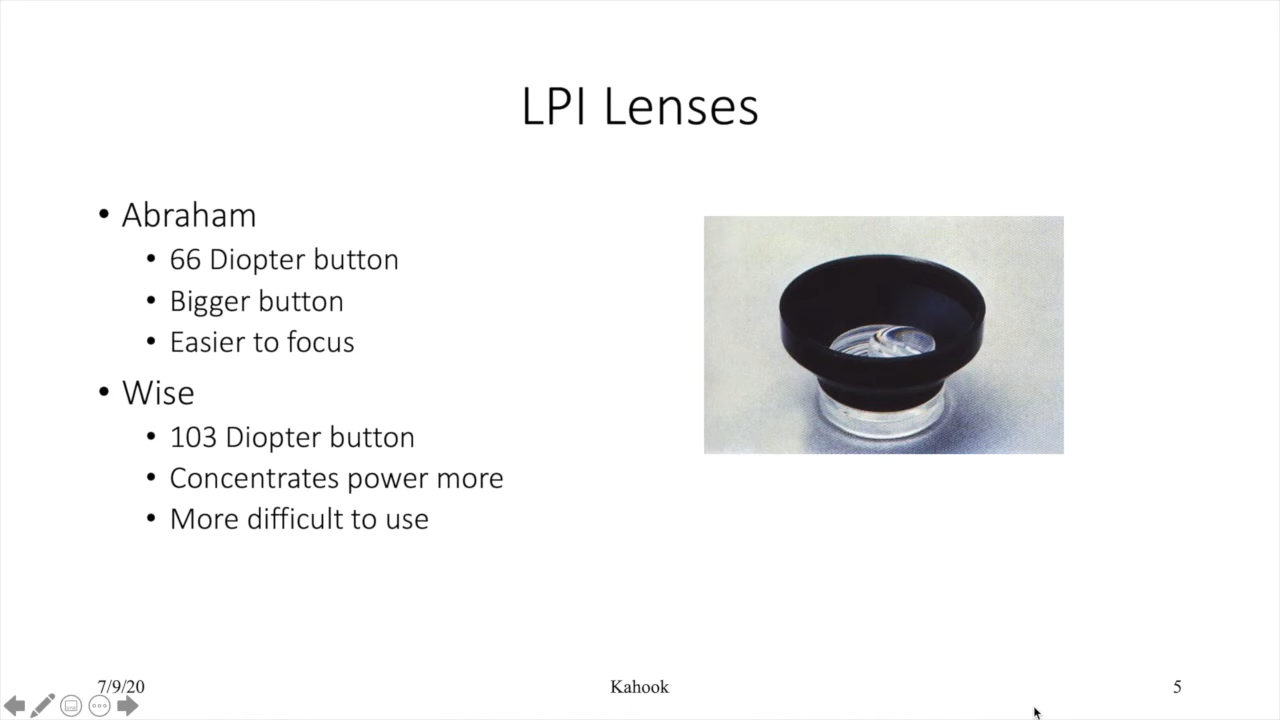 LPI Lenses
• Abraham
• 66 Diopter button
• Bigger button
• Easier to focus
• Wise
• 103 Diopter button
• Concentrates power more
• More difficult to use
7/9/20
Kahook
5